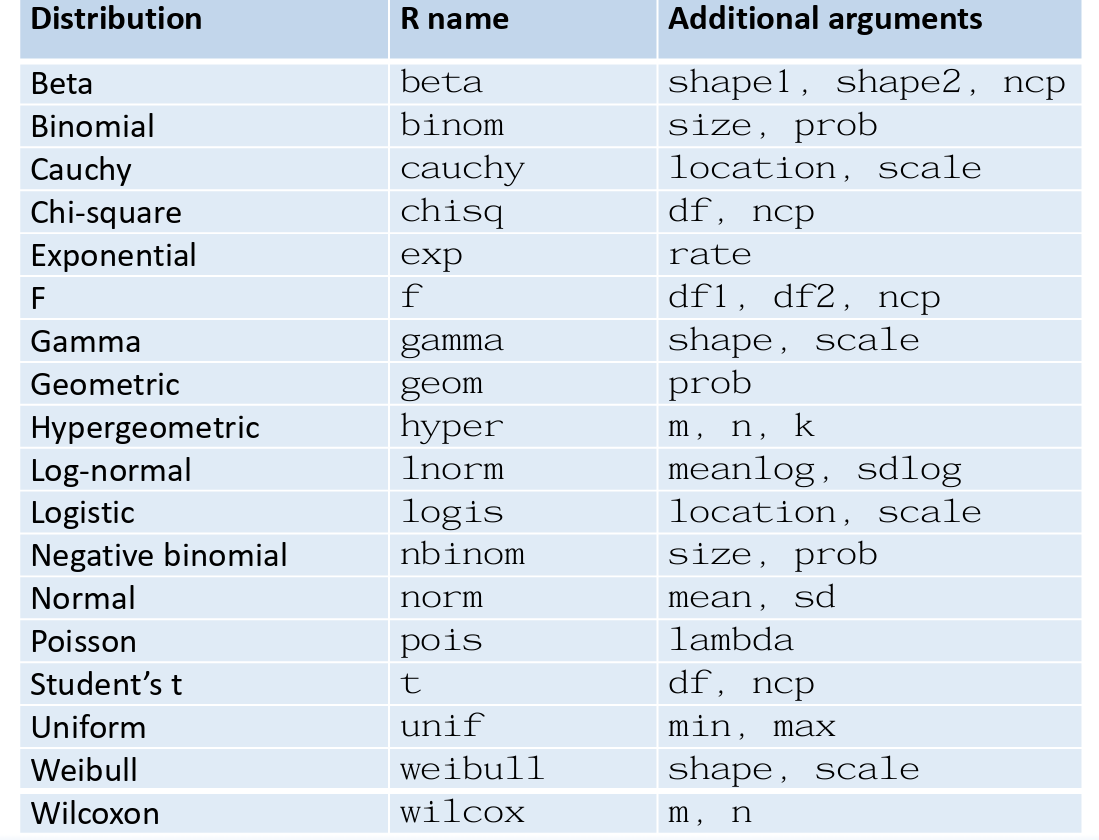 Distribution R name Additional arguments
Beta beta shape1, shape2, ncp
Binomial binom size, prob
Cauchy cauchy location, scale
Chi-square chisq df, ncp
Exponential exp rate
F f df1, df2, ncp
Gamma gamma shape, scale
Geometric geom prob
Hypergeometric hyper m, n, k
Log-normal lnorm meanlog, sdlog
Logistic logis location, scale
Negative binomial nbinom size, prob
Normal norm mean, sd
Poisson pois lambda
Student’s t t df, ncp
Uniform unif min, max
Weibull weibull shape, scale
Wilcoxon wilcox m, n